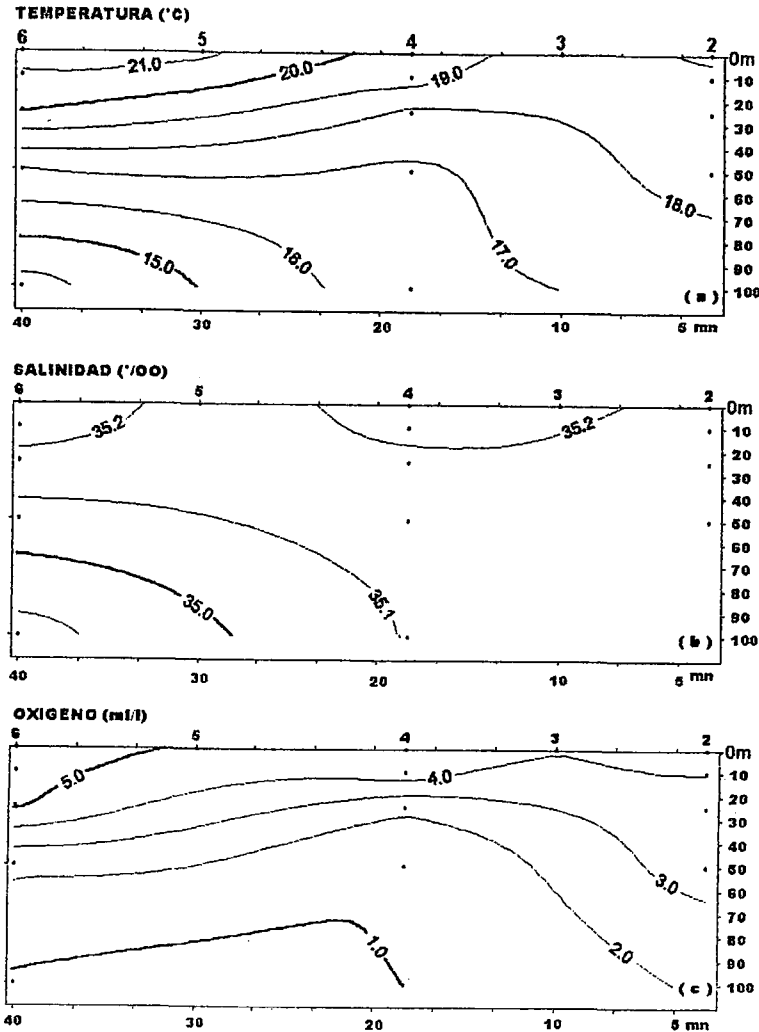 TEMPERATURA (°C)
6 5 4 3 2
21.0 20.0 19.0 18.0 17.0 16.0 15.0
0m
10
20
30
40
50
60
70
80
90
100
( a )
40 30 20 10 5 mn
SALINIDAD (°/OO)
6 5 4 2
35.2 35.2 35.1 35.0
0m
10
20
30
40
50
60
70
80
90
100
( b )
40 30 20 10 5 mn
OXIGENO (ml/l)
6 5 4 3 2
5.0 4.0 3.0 2.0 1.0
0m
10
20
30
40
50
60
70
80
90
100
( c )
40 30 20 10 5 mn